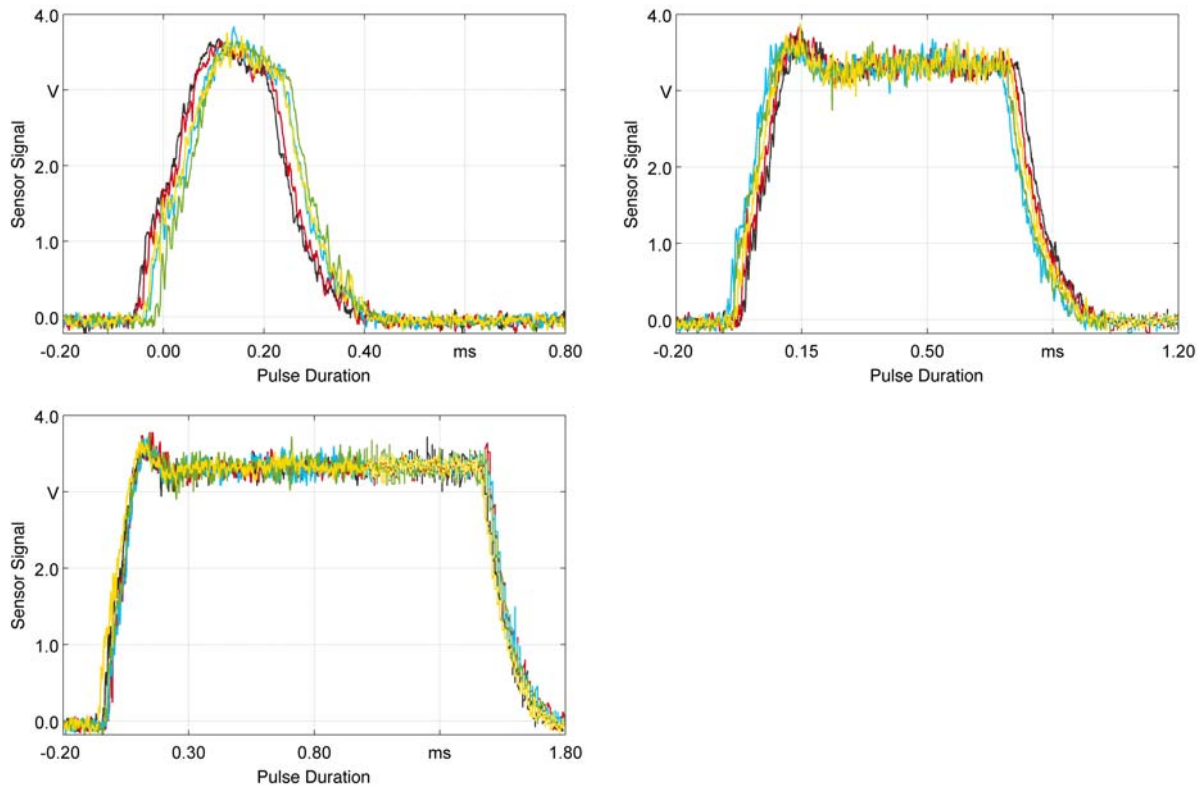 4.0
V
2.0
1.0
0.0
Sensor Signal
-0.20 0.00 0.20 0.40 ms 0.80
Pulse Duration
4.0
V
2.0
1.0
0.0
Sensor Signal
-0.20 0.15 0.50 ms 1.20
Pulse Duration
4.0
V
2.0
1.0
0.0
Sensor Signal
-0.20 0.30 0.80 ms 1.80
Pulse Duration